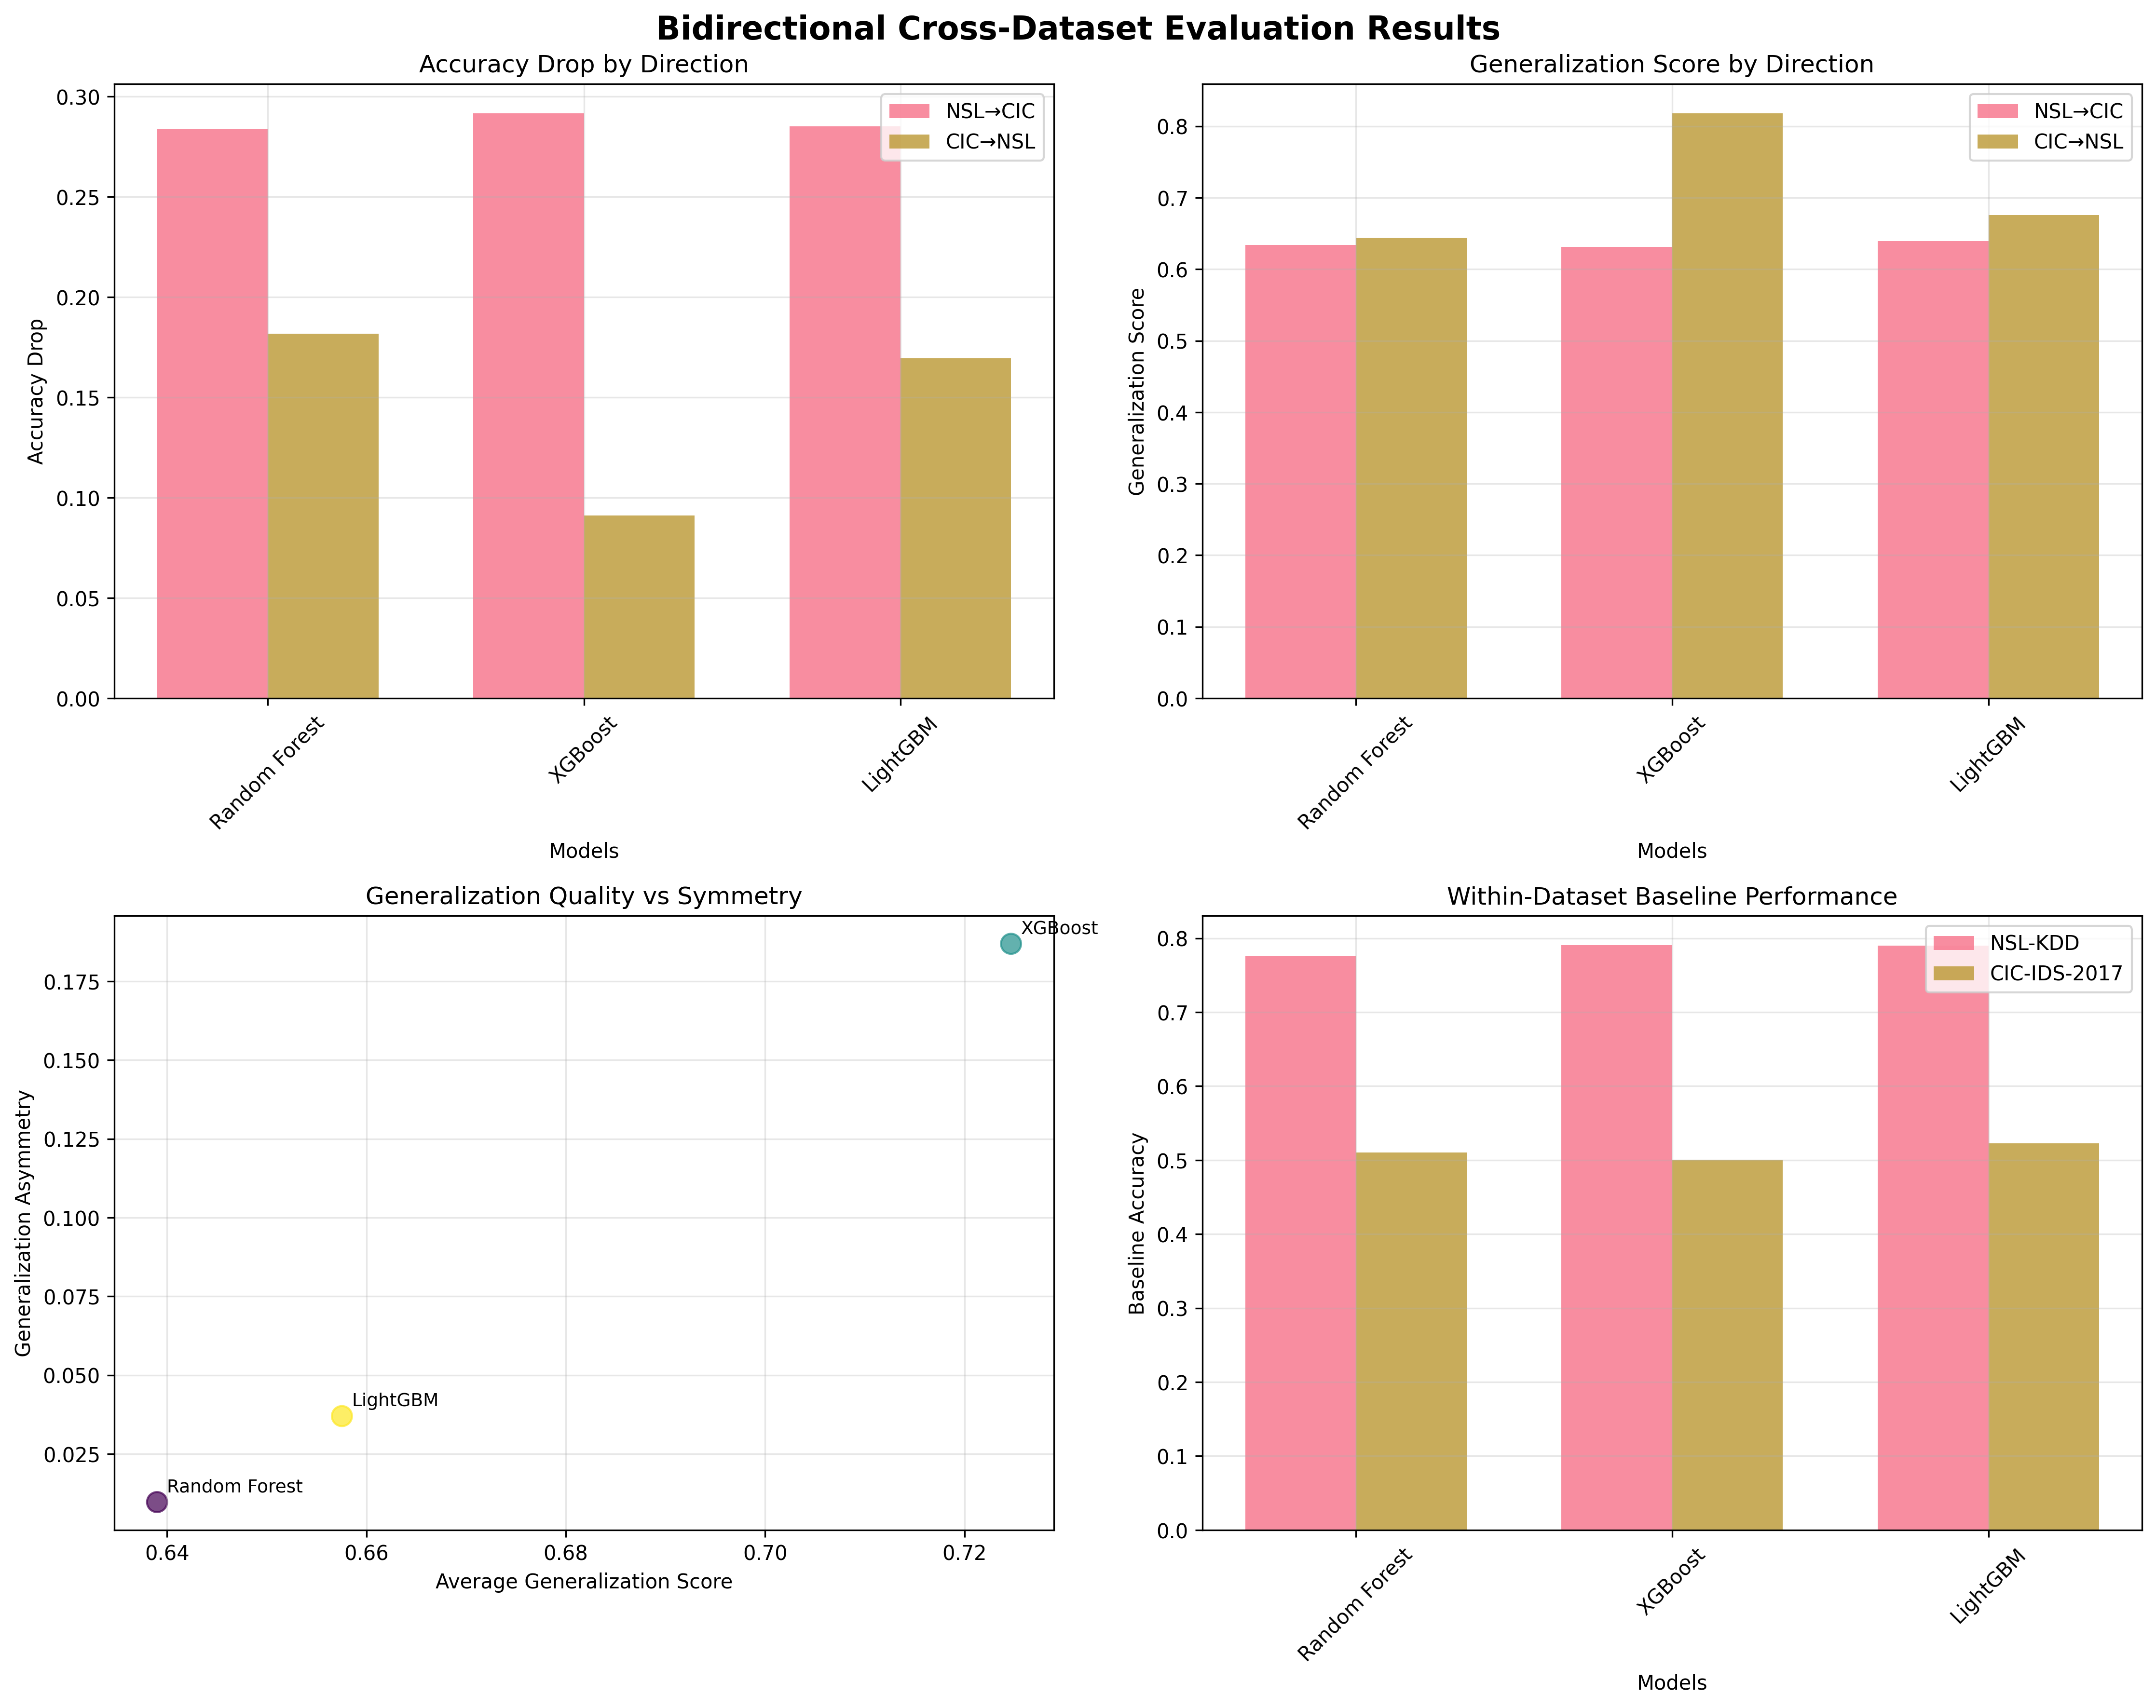 Bidirectional Cross-Dataset Evaluation Results
Accuracy Drop by Direction
0.30
0.25
0.20
0.15
0.10
0.05
0.00
Accuracy Drop
NSL→CIC
CIC→NSL
Random Forest
XGBoost
LightGBM
Models
Generalization Score by Direction
0.8
0.7
0.6
0.5
0.4
0.3
0.2
0.1
0.0
Generalization Score
NSL→CIC
CIC→NSL
Random Forest
XGBoost
LightGBM
Models
Generalization Quality vs Symmetry
0.175
0.150
0.125
0.100
0.075
0.050
0.025
Generalization Asymmetry
XGBoost
LightGBM
Random Forest
0.64
0.66
0.68
0.70
0.72
Average Generalization Score
Within-Dataset Baseline Performance
0.8
0.7
0.6
0.5
0.4
0.3
0.2
0.1
0.0
Baseline Accuracy
NSL-KDD
CIC-IDS-2017
Random Forest
XGBoost
LightGBM
Models